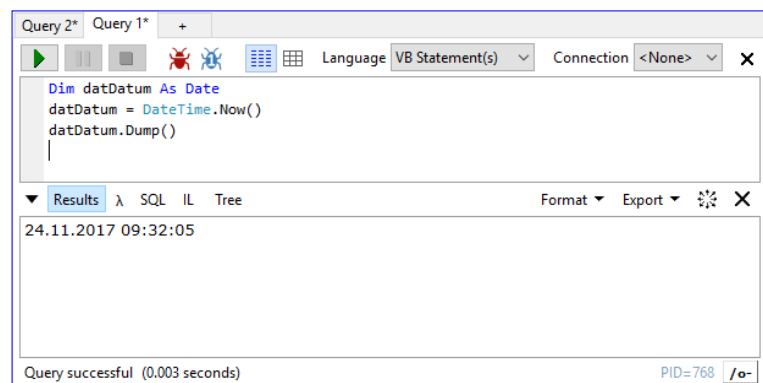 Query 2* Query 1* +
Language VB Statement(s) Connection <None>
Dim datDatum As Date
datDatum = DateTime.Now()
datDatum.Dump()
Results λ SQL IL Tree Format Export
24.11.2017 09:32:05
Query successful (0.003 seconds) PID=768 /o-